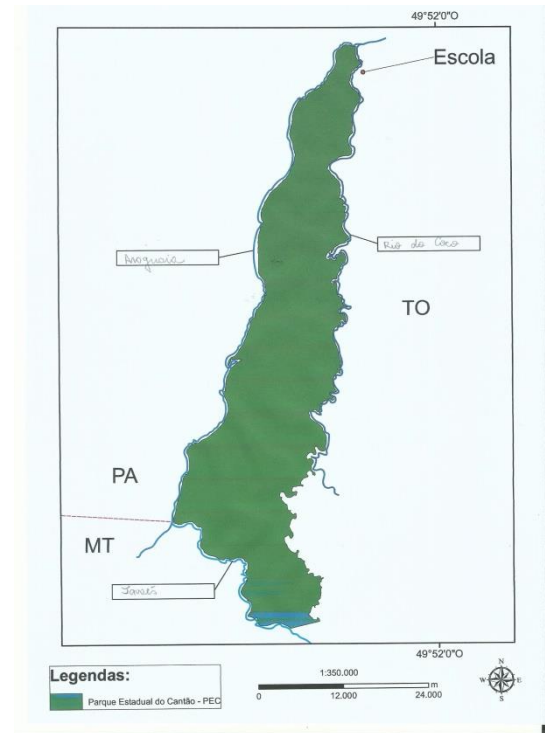 49°52'0"O
Escola
Araguaia
Rio do Coco
TO
PA
MT
Javaés
49°52'0"O
Legendas:
Parque Estadual do Cantão - PEC
1:350.000
0 12.000 24.000 m
N
W E
S